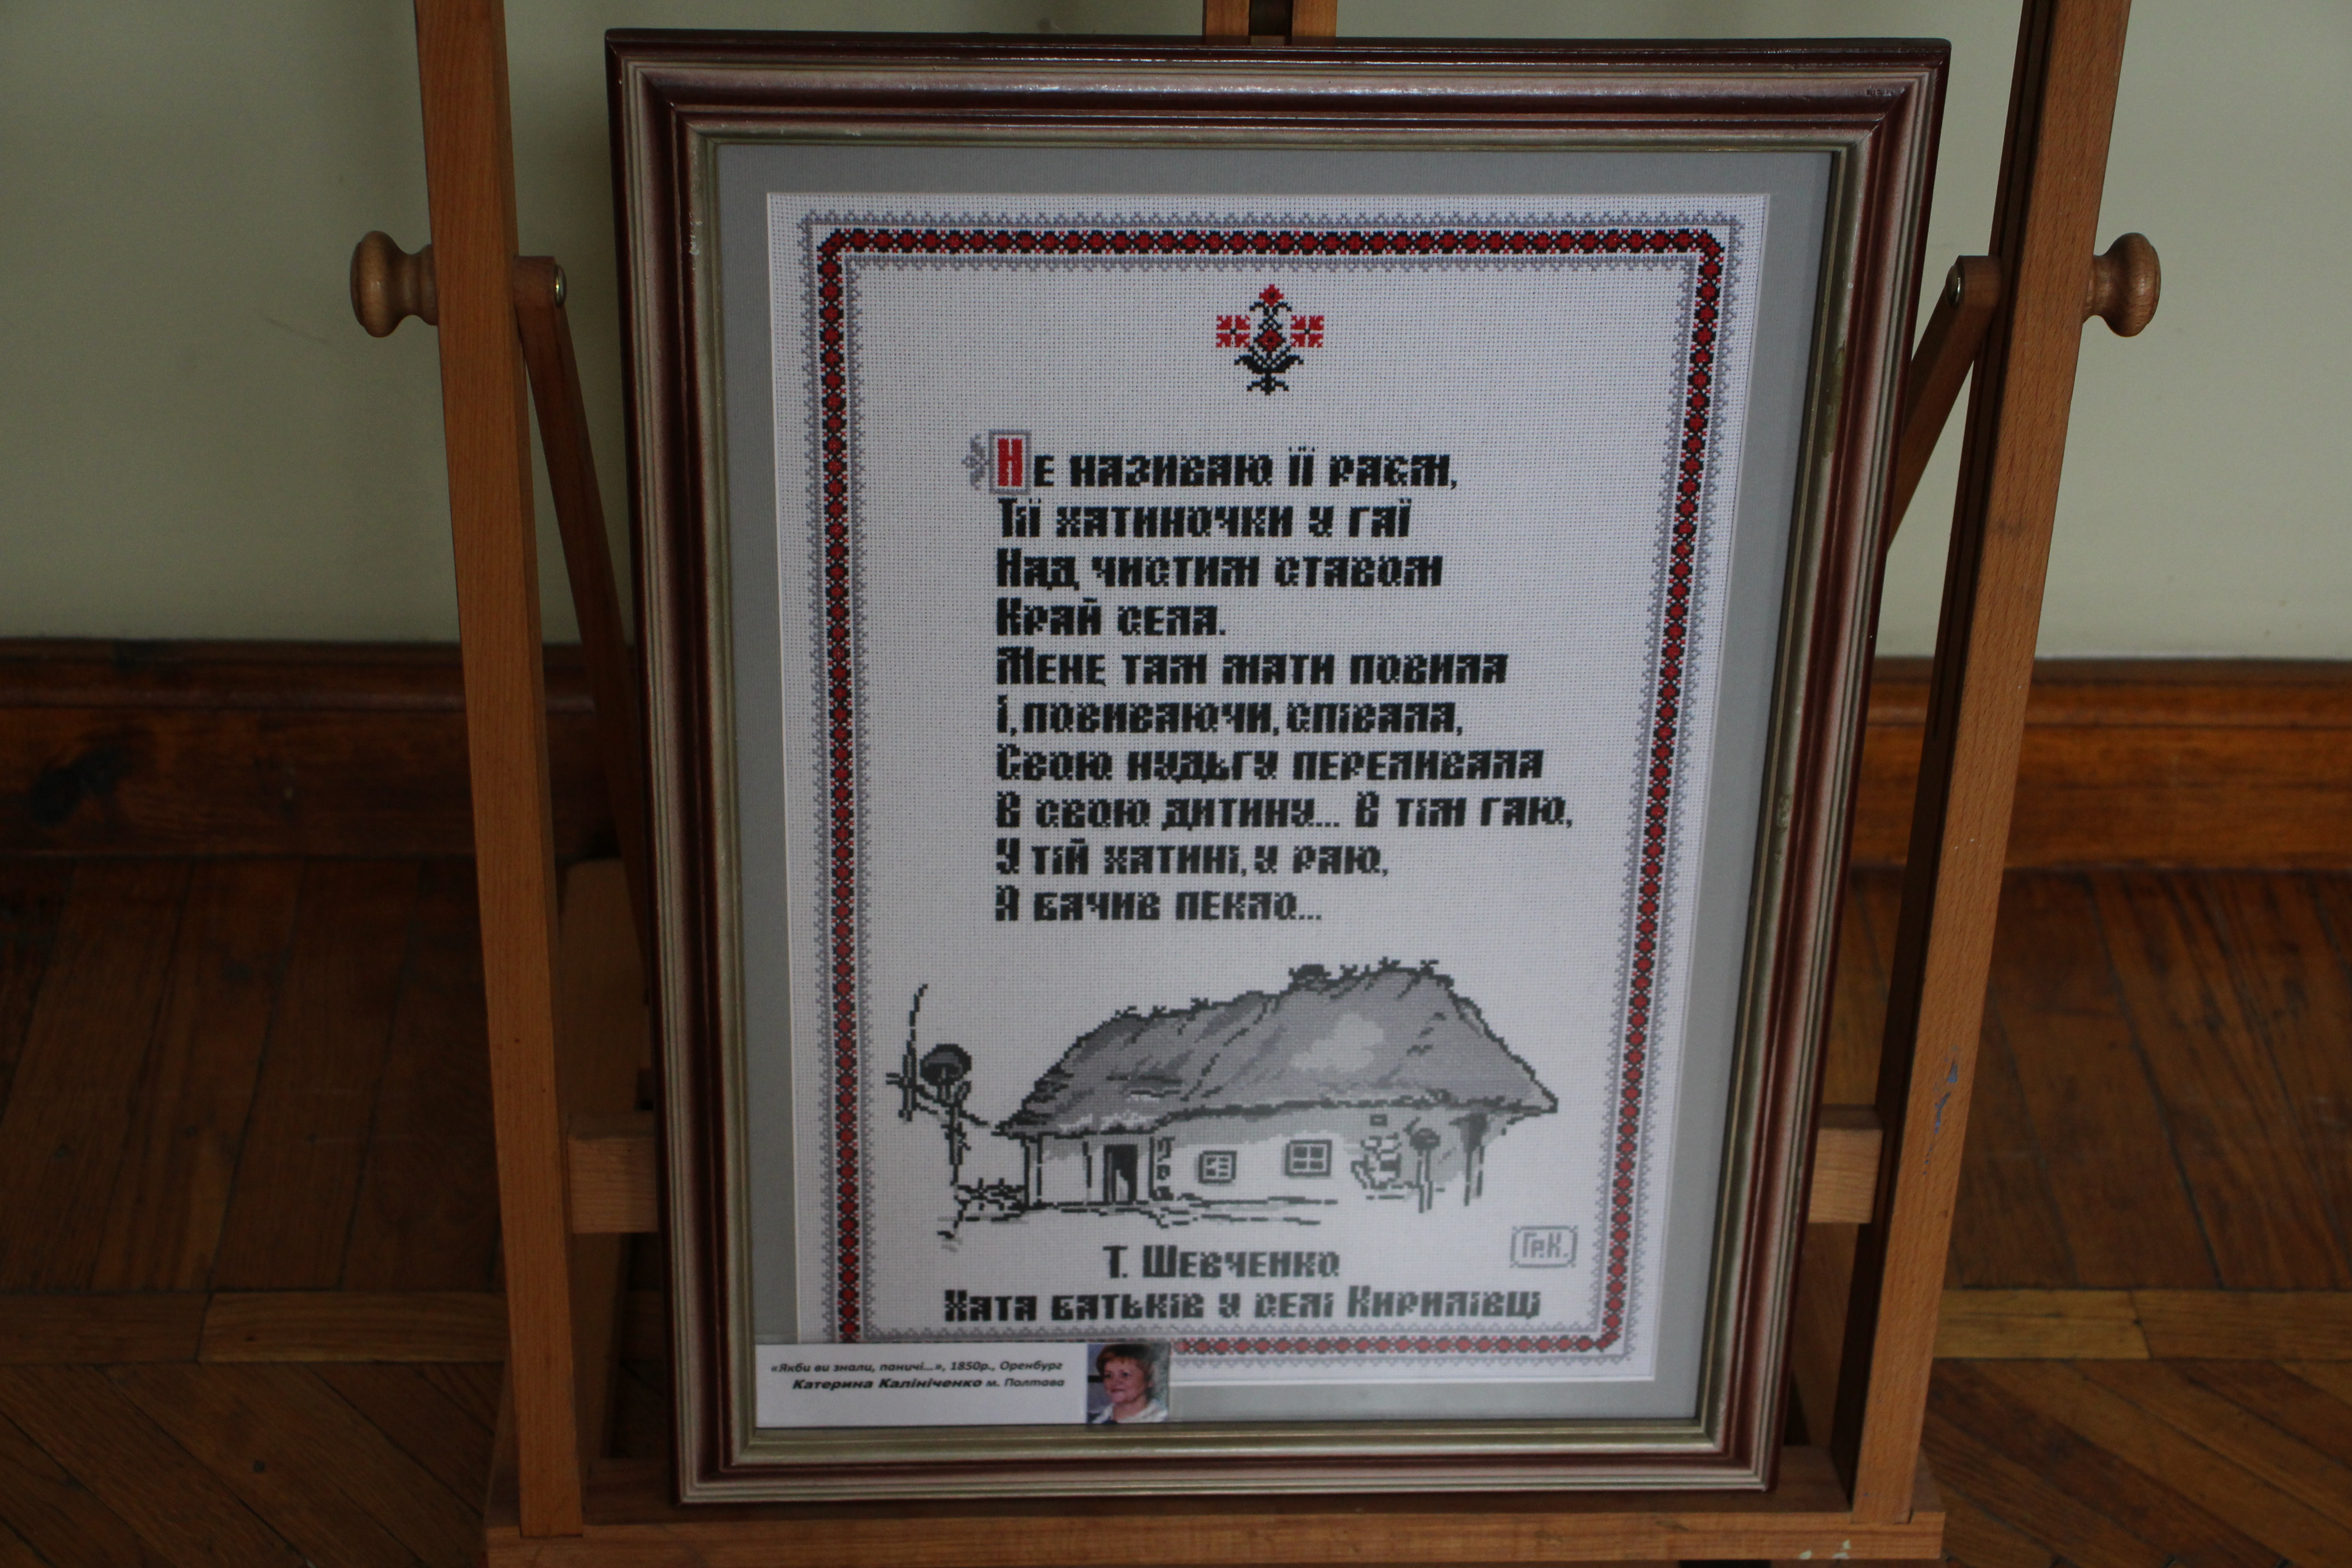 Не називаю її раєм,
Тії хатиночки у гаї
Над чистим ставом
Край села.
Мене там мати повила
І, повиваючи, співала,
Свою нудьгу переливала
В свою дитину... В тім гаю,
У тій хатині, у раю,
Я бачив пекло...
Гр.К.
Т. Шевченко
Хата батьків у селі Кирилівці
«Якби ви знали, паничі...», 1850р., Оренбург
Катерина Калініченко м. Полтава